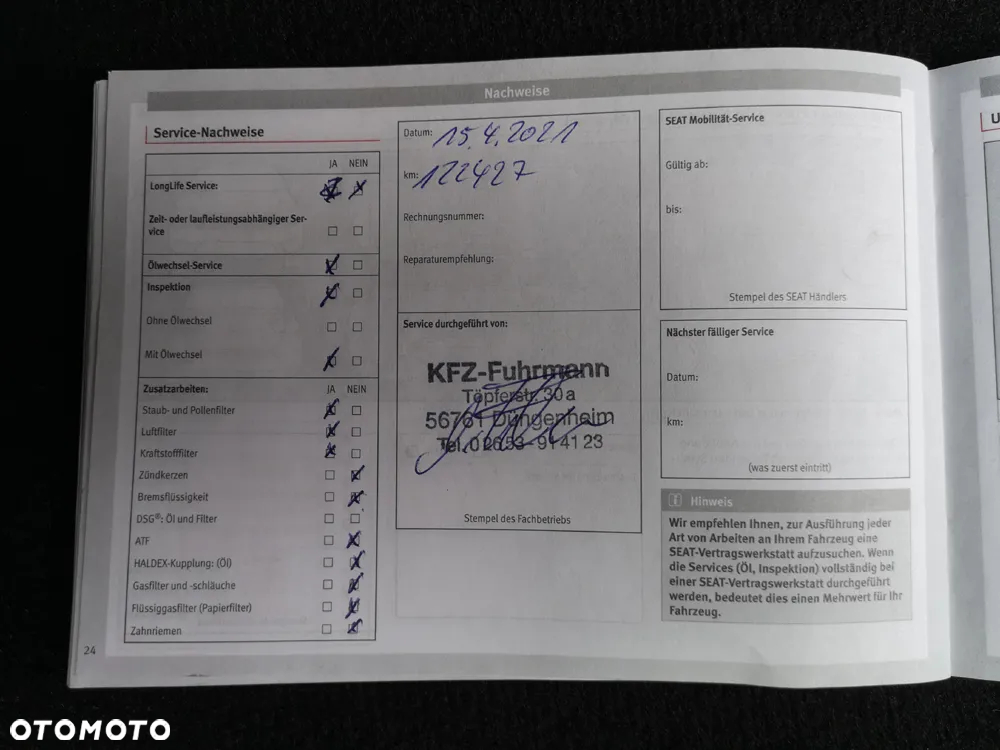 Nachweise
Service-Nachweise
JA NEIN
LongLife Service:
Zeit- oder laufleistungsabhängiger Ser-
vice
Ölwechsel-Service
Inspektion
Ohne Ölwechsel
Mit Ölwechsel
Zusatzarbeiten: JA NEIN
Staub- und Pollenfilter
Luftfilter
Kraftstofffilter
Zündkerzen
Bremsflüssigkeit
DSG®: Öl und Filter
ATF
HALDEX-Kupplung: (Öl)
Gasfilter und -schläuche
Flüssiggasfilter (Papierfilter)
Zahnriemen
24
Datum: 15.4.2021
km: 122427
Rechnungsnummer:
Reparaturempfehlung:
Service durchgeführt von:
KFZ-Fuhrmann
Töpferstr. 30a
56761 Düngenheim
Tel. 02653-914123
Stempel des Fachbetriebs
SEAT Mobilität-Service
Gültig ab:
bis:
Stempel des SEAT Händlers
Nächster fälliger Service
Datum:
km:
(was zuerst eintritt)
Hinweis
Wir empfehlen Ihnen, zur Ausführung jeder
Art von Arbeiten an Ihrem Fahrzeug eine
SEAT-Vertragswerkstatt aufzusuchen. Wenn
die Services (Öl, Inspektion) vollständig bei
einer SEAT-Vertragswerkstatt durchgeführt
werden, bedeutet dies einen Mehrwert für Ihr
Fahrzeug.
U
OTOMOTO